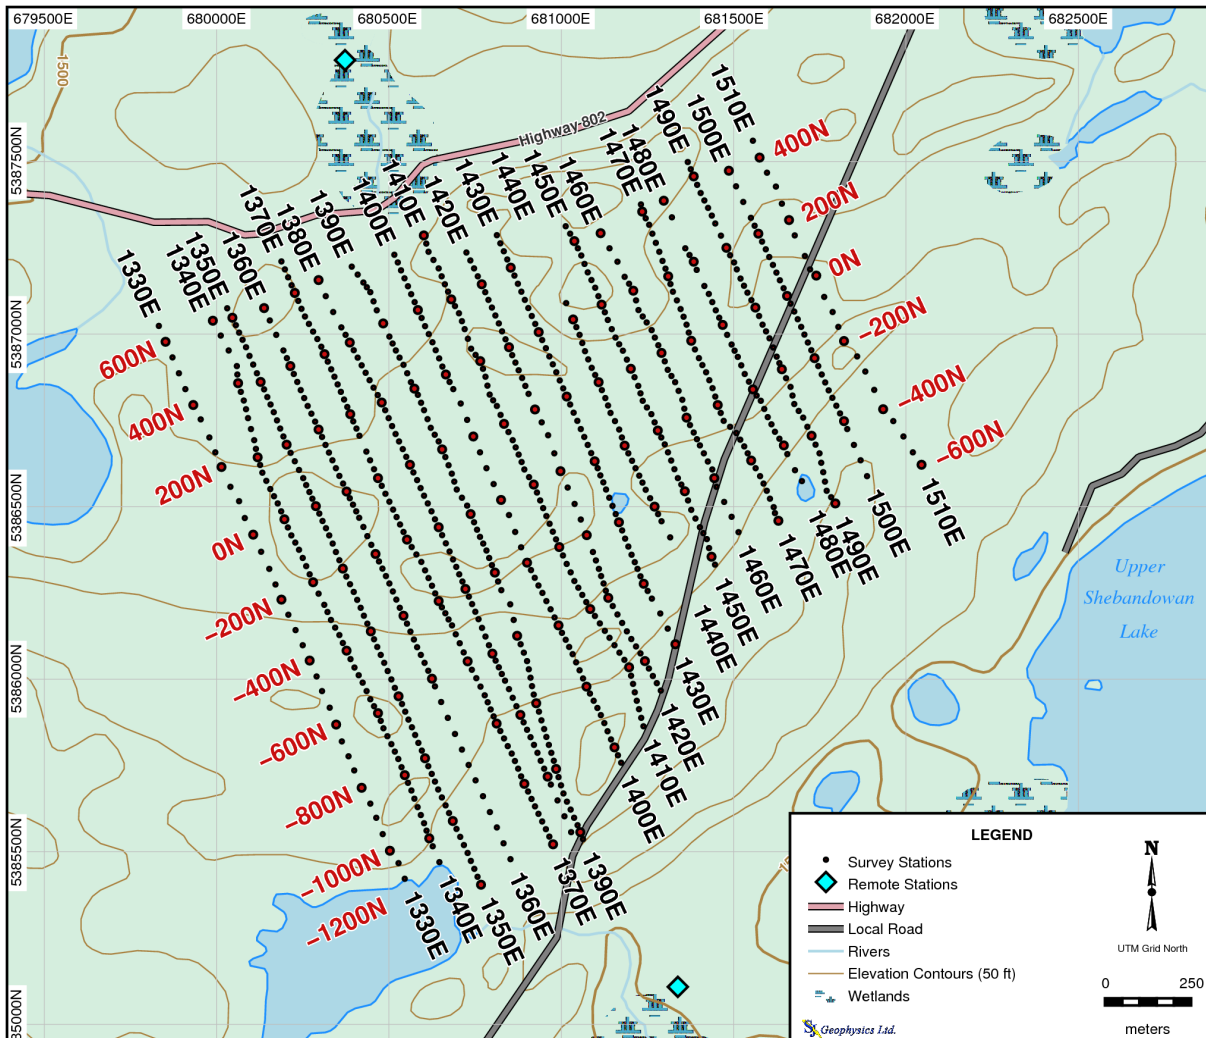 679500E
680000E
680500E
681000E
681500E
682000E
682500E
5387500N
5387000N
5386500N
5386000N
5385500N
35000N
1500
Highway 802
1330E
1340E
1350E
1360E
1370E
1380E
1390E
1400E
1410E
1420E
1430E
1440E
1450E
1460E
1470E
1480E
1490E
1500E
1510E
400N
200N
0N
–200N
–400N
–600N
600N
400N
200N
0N
–200N
–400N
–600N
–800N
–1000N
–1200N
1330E
1340E
1350E
1360E
1370E
1390E
1400E
1410E
1420E
1430E
1440E
1450E
1460E
1470E
1480E
1490E
1500E
1510E
Upper
Shebandowan
Lake
LEGEND
Survey Stations
Remote Stations
Highway
Local Road
Rivers
Elevation Contours (50 ft)
Wetlands
N
UTM Grid North
0 250
meters
SJ Geophysics Ltd.